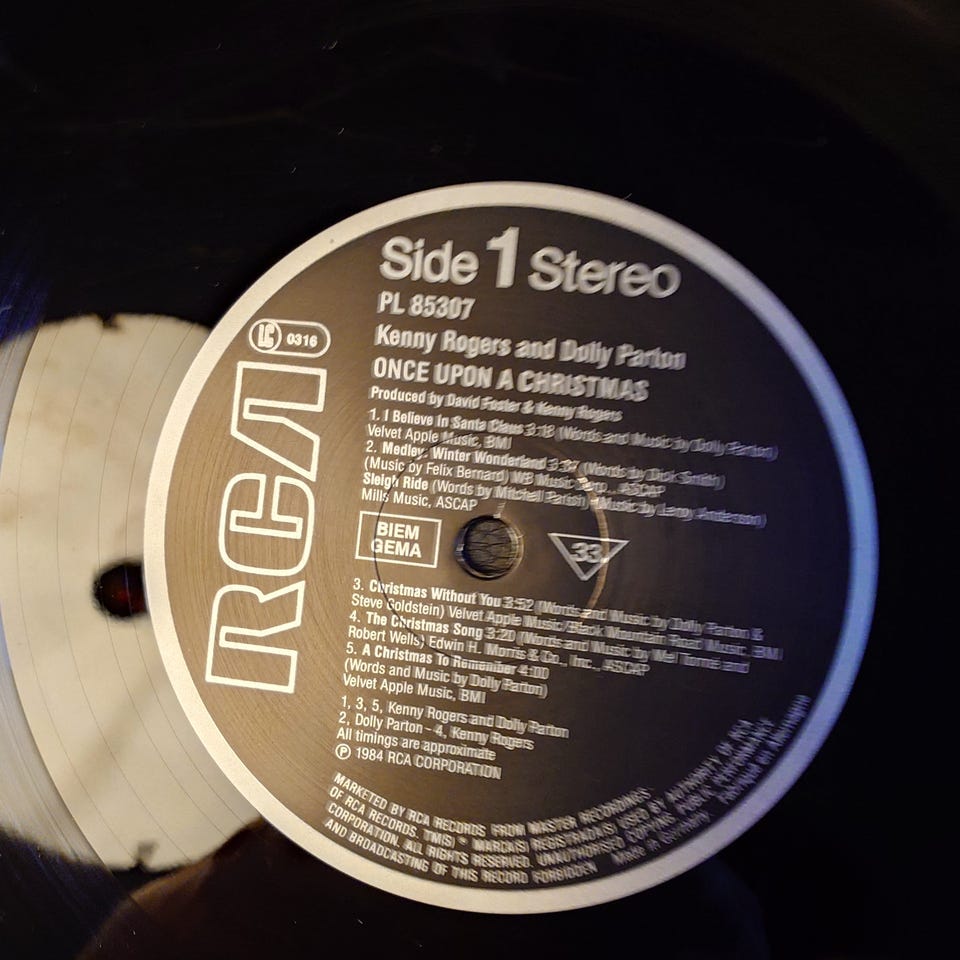 Side 1 Stereo
PL 85307
Kenny Rogers and Dolly Parton
ONCE UPON A CHRISTMAS
Produced by David Foster & Kenny Rogers
1. I Believe In Santa Claus 3:18 (Words and Music by Dolly Parton)
Velvet Apple Music, BMI
2. Medley: Winter Wonderland 3:37 (Words by Dick Smith)
(Music by Felix Bernard) WB Music Corp., ASCAP
Sleigh Ride (Words by Mitchell Parish) (Music by Leroy Anderson)
Mills Music, ASCAP
LC 0316
RCA
BIEM
GEMA
33
3. Christmas Without You 3:52 (Words and Music by Dolly Parton &
Steve Goldstein) Velvet Apple Music/Black Mountain Road Music, BMI
4. The Christmas Song 3:20 (Words and Music by Mel Torme and
Robert Wells) Edwin H. Morris & Co., Inc., ASCAP
5. A Christmas To Remember 4:00
(Words and Music by Dolly Parton)
Velvet Apple Music, BMI
1, 3, 5, Kenny Rogers and Dolly Parton
2, Dolly Parton - 4, Kenny Rogers
All timings are approximate
℗ 1984 RCA CORPORATION
MARKETED BY RCA RECORDS FROM MASTER RECORDINGS
OF RCA RECORDS. TM(S) ® MARCA(S) REGISTRADA(S) USED BY AUTHORITY OF RCA
CORPORATION. ALL RIGHTS RESERVED. UNAUTHORISED COPYING, PUBLIC PERFORMANCE
AND BROADCASTING OF THIS RECORD FORBIDDEN
Made in Germany